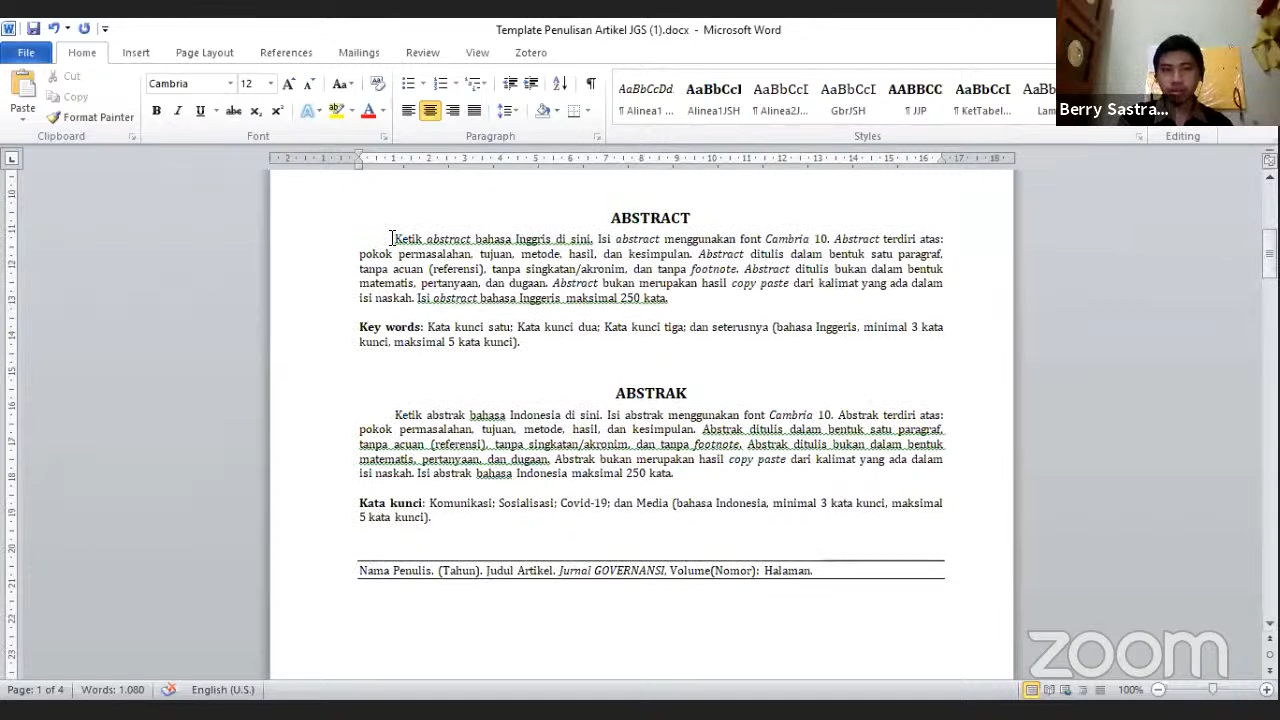 Template Penulisan Artikel JGS (1).docx - Microsoft Word
File Home Insert Page Layout References Mailings Review View Zotero
Paste
Cut
Copy
Format Painter
Cambria 12
AaBbCcDd AaBbCcI AaBbCcI AaBbCcI AABBCC AaBbCcI AaBb
¶ Alinea1 Alinea1JSH ¶ Alinea2J... GbrJSH ¶ JJP ¶ KetTabel... Lam
Clipboard Font Paragraph Styles Editing
Berry Sastra...
ABSTRACT
Ketik abstract bahasa Inggris di sini. Isi abstract menggunakan font Cambria 10. Abstract terdiri atas:
pokok permasalahan, tujuan, metode, hasil, dan kesimpulan. Abstract ditulis dalam bentuk satu paragraf,
tanpa acuan (referensi), tanpa singkatan/akronim, dan tanpa footnote. Abstract ditulis bukan dalam bentuk
matematis, pertanyaan, dan dugaan. Abstract bukan merupakan hasil copy paste dari kalimat yang ada dalam
isi naskah. Isi abstract bahasa Inggeris maksimal 250 kata.
Key words: Kata kunci satu; Kata kunci dua; Kata kunci tiga; dan seterusnya (bahasa Inggeris, minimal 3 kata
kunci, maksimal 5 kata kunci).
ABSTRAK
Ketik abstrak bahasa Indonesia di sini. Isi abstrak menggunakan font Cambria 10. Abstrak terdiri atas:
pokok permasalahan, tujuan, metode, hasil, dan kesimpulan. Abstrak ditulis dalam bentuk satu paragraf,
tanpa acuan (referensi), tanpa singkatan/akronim, dan tanpa footnote. Abstrak ditulis bukan dalam bentuk
matematis, pertanyaan, dan dugaan. Abstrak bukan merupakan hasil copy paste dari kalimat yang ada dalam
isi naskah. Isi abstrak bahasa Indonesia maksimal 250 kata.
Kata kunci: Komunikasi; Sosialisasi; Covid-19; dan Media (bahasa Indonesia, minimal 3 kata kunci, maksimal
5 kata kunci).
Nama Penulis. (Tahun). Judul Artikel. Jurnal GOVERNANSI, Volume(Nomor): Halaman.
zoom
Page: 1 of 4 Words: 1.080 English (U.S.) 100%